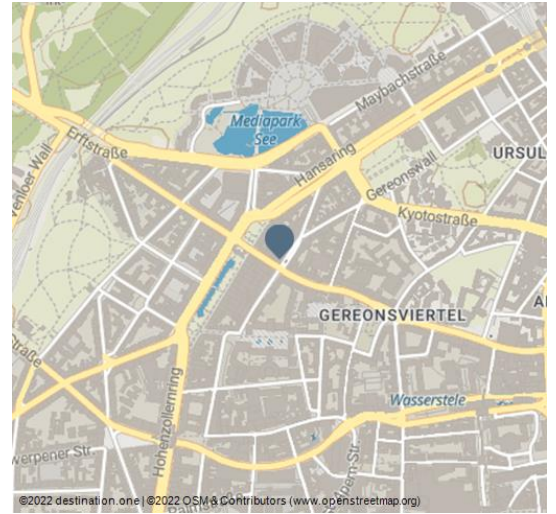 Maybachstraße
Mediapark
See
Erftstraße
Hansaring
URSUL
Gereonswall
venloer Wall
Kyotostraße
GEREONSVIERTEL
Straße
Wasserstele
Hohenzollernring
werpener Str.
©2022 destination.one | ©2022 OSM & Contributors (www.openstreetmap.org)